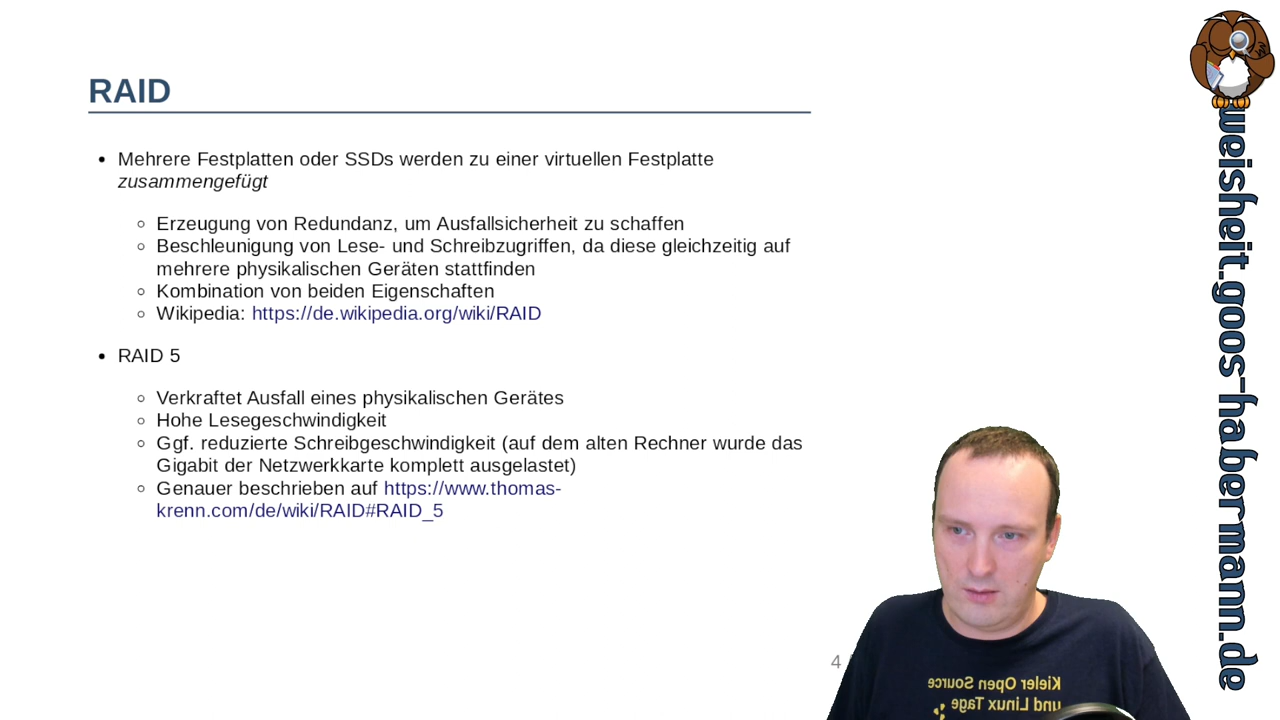 RAID
Mehrere Festplatten oder SSDs werden zu einer virtuellen Festplatte
zusammengefügt
Erzeugung von Redundanz, um Ausfallsicherheit zu schaffen
Beschleunigung von Lese- und Schreibzugriffen, da diese gleichzeitig auf
mehrere physikalischen Geräten stattfinden
Kombination von beiden Eigenschaften
Wikipedia: https://de.wikipedia.org/wiki/RAID
RAID 5
Verkraftet Ausfall eines physikalischen Gerätes
Hohe Lesegeschwindigkeit
Ggf. reduzierte Schreibgeschwindigkeit (auf dem alten Rechner wurde das
Gigabit der Netzwerkkarte komplett ausgelastet)
Genauer beschrieben auf https://www.thomas-
krenn.com/de/wiki/RAID#RAID_5
4
Kieler Open Source
und Linux Tage
weisheit.goos-habermann.de